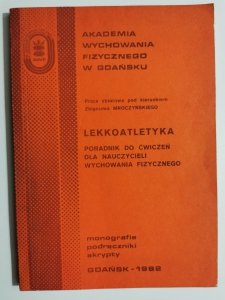 AKADEMIA
WYCHOWANIA
FIZYCZNEGO
W GDAŃSKU
Praca zbiorowa pod kierunkiem
Zbigniewa MROCZYŃSKIEGO
LEKKOATLETYKA
PORADNIK DO ĆWICZEŃ
DLA NAUCZYCIELI
WYCHOWANIA FIZYCZNEGO
monografie
podręczniki
skrypty
GDAŃSK-1982